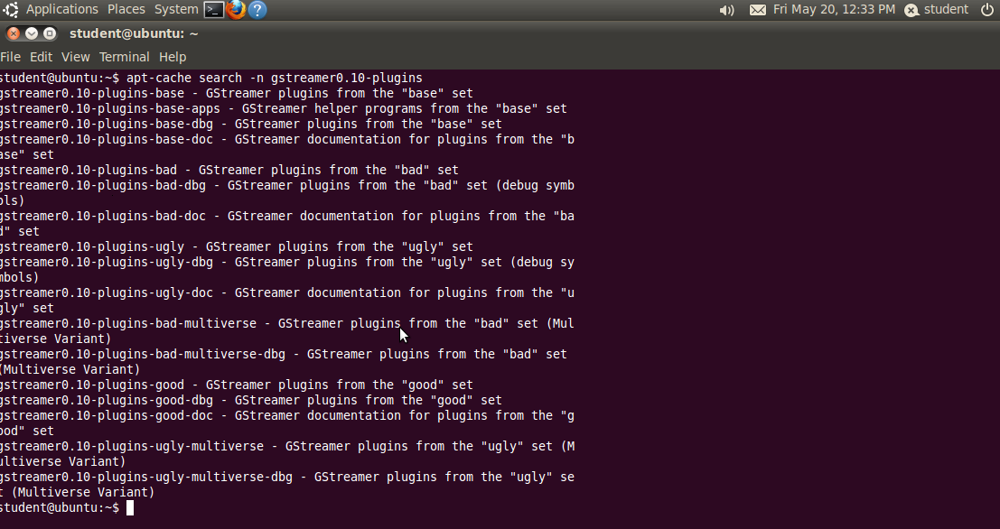 Applications Places System
Fri May 20, 12:33 PM student
student@ubuntu: ~
File Edit View Terminal Help
student@ubuntu:~$ apt-cache search -n gstreamer0.10-plugins
gstreamer0.10-plugins-base - GStreamer plugins from the "base" set
gstreamer0.10-plugins-base-apps - GStreamer helper programs from the "base" set
gstreamer0.10-plugins-base-dbg - GStreamer plugins from the "base" set
gstreamer0.10-plugins-base-doc - GStreamer documentation for plugins from the "b
ase" set
gstreamer0.10-plugins-bad - GStreamer plugins from the "bad" set
gstreamer0.10-plugins-bad-dbg - GStreamer plugins from the "bad" set (debug symb
ols)
gstreamer0.10-plugins-bad-doc - GStreamer documentation for plugins from the "ba
d" set
gstreamer0.10-plugins-ugly - GStreamer plugins from the "ugly" set
gstreamer0.10-plugins-ugly-dbg - GStreamer plugins from the "ugly" set (debug sy
mbols)
gstreamer0.10-plugins-ugly-doc - GStreamer documentation for plugins from the "u
gly" set
gstreamer0.10-plugins-bad-multiverse - GStreamer plugins from the "bad" set (Mul
tiverse Variant)
gstreamer0.10-plugins-bad-multiverse-dbg - GStreamer plugins from the "bad" set
(Multiverse Variant)
gstreamer0.10-plugins-good - GStreamer plugins from the "good" set
gstreamer0.10-plugins-good-dbg - GStreamer plugins from the "good" set
gstreamer0.10-plugins-good-doc - GStreamer documentation for plugins from the "g
ood" set
gstreamer0.10-plugins-ugly-multiverse - GStreamer plugins from the "ugly" set (M
ultiverse Variant)
gstreamer0.10-plugins-ugly-multiverse-dbg - GStreamer plugins from the "ugly" se
t (Multiverse Variant)
student@ubuntu:~$